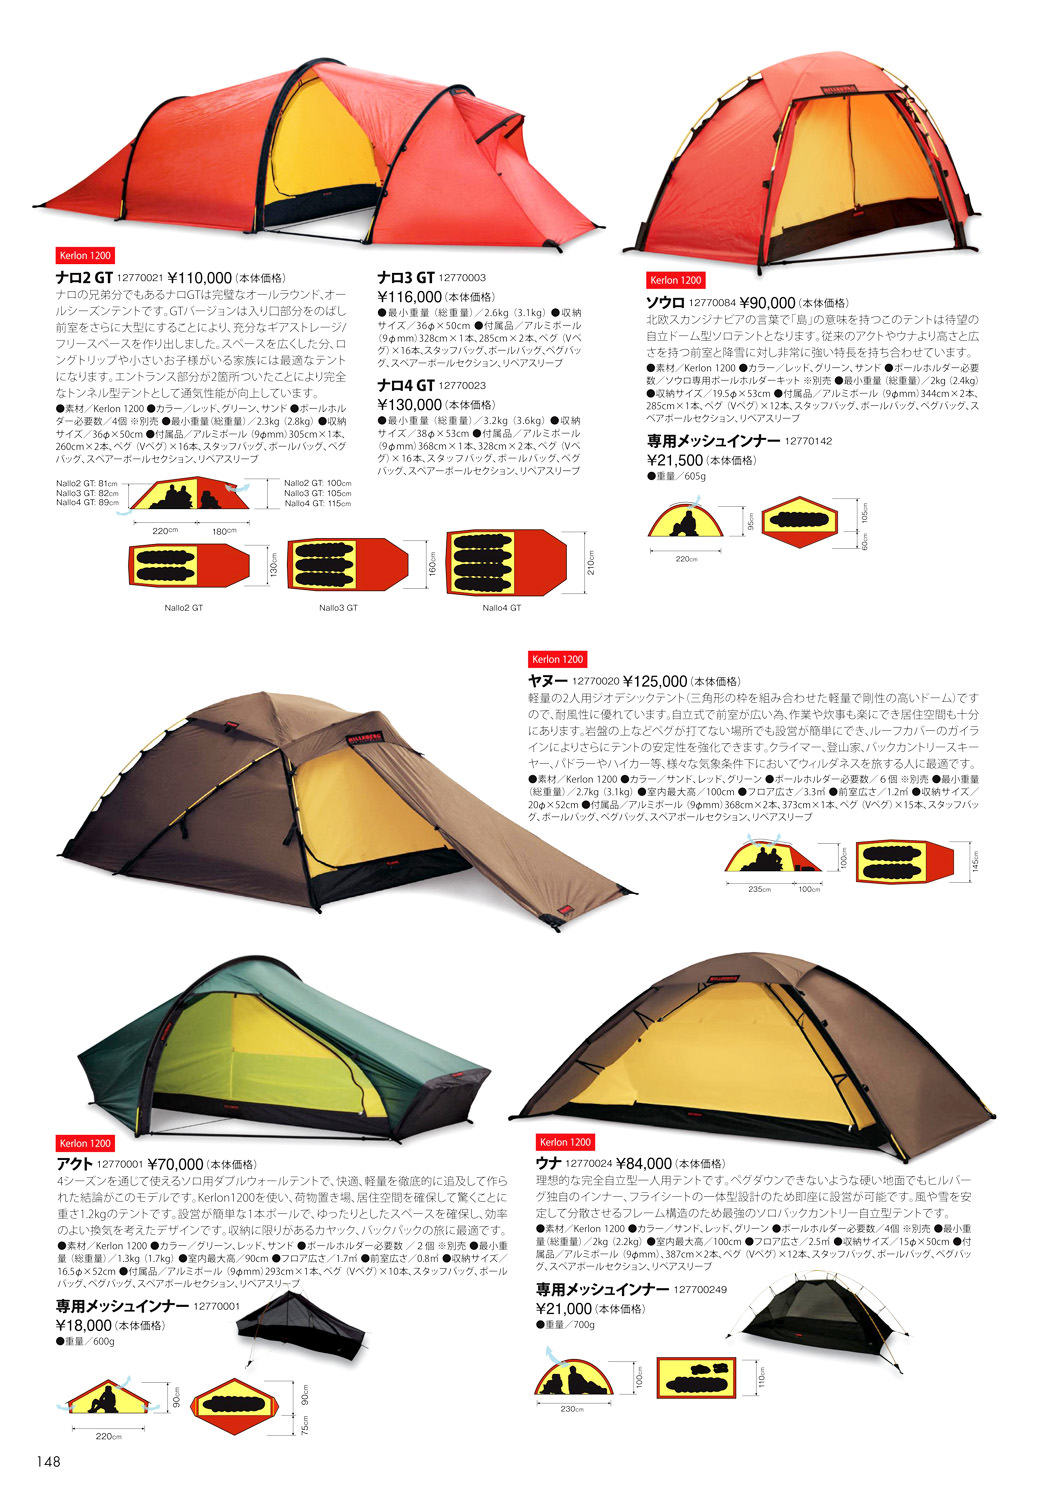 Kerlon 1200
ナロ2 GT 12770021 ¥110,000（本体価格）
ナロの兄弟分でもあるナロGTは完璧なオールラウンド、オー
ルシーズンテントです。GTバージョンは入り口部分をのばし
前室をさらに大型にすることにより、充分なギアストレージ/
フリースペースを作り出しました。スペースを広くした分、ロ
ングトリップや小さいお子様がいる家族には最適なテント
になります。エントランス部分が2箇所ついたことにより完全
なトンネル型テントとして通気性能が向上しています。
●素材／Kerlon 1200 ●カラー／レッド、グリーン、サンド ●ポールホル
ダー必要数／4個 ※別売 ●最小重量（総重量）／2.3kg（2.8kg）●収納
サイズ／36φ×50cm ●付属品／アルミポール（9φmm）305cm×1本、
260cm×2本、ペグ（Vペグ）×16本、スタッフバッグ、ポールバッグ、ペグ
バッグ、スペアーポールセクション、リペアスリーブ
ナロ3 GT 12770003
¥116,000（本体価格）
●最小重量（総重量）／2.6kg（3.1kg）●収納
サイズ／36φ×50cm ●付属品／アルミポール
（9φmm）328cm×1本、285cm×2本、ペグ（Vペ
グ）×16本、スタッフバッグ、ポールバッグ、ペグバッ
グ、スペアーポールセクション、リペアスリーブ
ナロ4 GT 12770023
¥130,000（本体価格）
●最小重量（総重量）／3.2kg（3.6kg）●収納
サイズ／38φ×53cm ●付属品／アルミポール
（9φmm）368cm×1本、328cm×2本、ペグ（Vペ
グ）×16本、スタッフバッグ、ポールバッグ、ペグバッ
グ、スペアーポールセクション、リペアスリーブ
Nallo2 GT: 81cm
Nallo3 GT: 82cm
Nallo4 GT: 89cm
Nallo2 GT: 100cm
Nallo3 GT: 105cm
Nallo4 GT: 115cm
220cm
180cm
130cm
160cm
210cm
Nallo2 GT
Nallo3 GT
Nallo4 GT
HILLEBERG
Kerlon 1200
ソウロ 12770084 ¥90,000（本体価格）
北欧スカンジナビアの言葉で「島」の意味を持つこのテントは待望の
自立ドーム型ソロテントとなります。従来のアクトやウナより高さと広
さを持つ前室と降雪に対し非常に強い特長を持ち合わせています。
●素材／Kerlon 1200 ●カラー／レッド、グリーン、サンド ●ポールホルダー必要
数／ソウロ専用ポールホルダーキット ※別売 ●最小重量（総重量）／2kg（2.4kg）
●収納サイズ／19.5φ×53cm ●付属品／アルミポール（9φmm）344cm×2本、
285cm×1本、ペグ（Vペグ）×12本、スタッフバッグ、ポールバッグ、ペグバッグ、ス
ペアポールセクション、リペアスリーブ
専用メッシュインナー 12770142
¥21,500（本体価格）
●重量／605g
95cm
220cm
105cm
60cm
Kerlon 1200
ヤヌー 12770020 ¥125,000（本体価格）
軽量の2人用ジオデシックテント（三角形の枠を組み合わせた軽量で剛性の高いドーム）です
ので、耐風性に優れています。自立式で前室が広い為、作業や炊事も楽にでき居住空間も十分
にあります。岩盤の上などペグが打てない場所でも設営が簡単にでき、ルーフカバーのガイラ
インによりさらにテントの安定性を強化できます。クライマー、登山家、バックカントリースキー
ヤー、パドラーやハイカー等、様々な気象条件下においてウィルダネスを旅する人に最適です。
●素材／Kerlon 1200 ●カラー／サンド、レッド、グリーン ●ポールホルダー必要数／6個 ※別売 ●最小重量
（総重量）／2.7kg（3.1kg）●室内最大高／100cm ●フロア広さ／3.3㎡ ●前室広さ／1.2㎡ ●収納サイズ／
20φ×52cm ●付属品／アルミポール（9φmm）368cm×2本、373cm×1本、ペグ（Vペグ）×15本、スタッフバッ
グ、ポールバッグ、ペグバッグ、スペアポールセクション、リペアスリーブ
HILLEBERG
100cm
235cm
100cm
145cm
Kerlon 1200
アクト 12770001 ¥70,000（本体価格）
4シーズンを通じて使えるソロ用ダブルウォールテントで、快適、軽量を徹底的に追及して作ら
れた結論がこのモデルです。Kerlon1200を使い、荷物置き場、居住空間を確保して驚くことに
重さ1.2kgのテントです。設営が簡単な1本ポールで、ゆったりとしたスペースを確保し、効率
のよい換気を考えたデザインです。収納に限りがあるカヤック、バックパックの旅に最適です。
●素材／Kerlon 1200 ●カラー／グリーン、レッド、サンド ●ポールホルダー必要数／2個 ※別売 ●最小重
量（総重量）／1.3kg（1.7kg）●室内最大高／90cm ●フロア広さ／1.7㎡ ●前室広さ／0.8㎡ ●収納サイズ／
16.5φ×52cm ●付属品／アルミポール（9φmm）293cm×1本、ペグ（Vペグ）×10本、スタッフバッグ、ポール
バッグ、ペグバッグ、スペアーポールセクション、リペアスリーブ
専用メッシュインナー 12770001
¥18,000（本体価格）
●重量／600g
90cm
220cm
90cm
75cm
Kerlon 1200
ウナ 12770024 ¥84,000（本体価格）
理想的な完全自立型一人用テントです。ペグダウンできないような硬い地面でもヒルバー
グ独自のインナー、フライシートの一体型設計のため即座に設営が可能です。風や雪を安
定して分散させるフレーム構造のため最強のソロバックカントリー自立型テントです。
●素材／Kerlon 1200 ●カラー／サンド、レッド、グリーン ●ポールホルダー必要数／4個 ※別売 ●最小重
量（総重量）／2kg（2.2kg）●室内最大高／100cm ●フロア広さ／2.5㎡ ●収納サイズ／15φ×50cm ●付
属品／アルミポール（9φmm）、387cm×2本、ペグ（Vペグ）×12本、スタッフバッグ、ポールバッグ、ペグバッ
グ、スペアーポールセクション、リペアスリーブ
専用メッシュインナー 127700249
¥21,000（本体価格）
●重量／700g
100cm
230cm
110cm
148